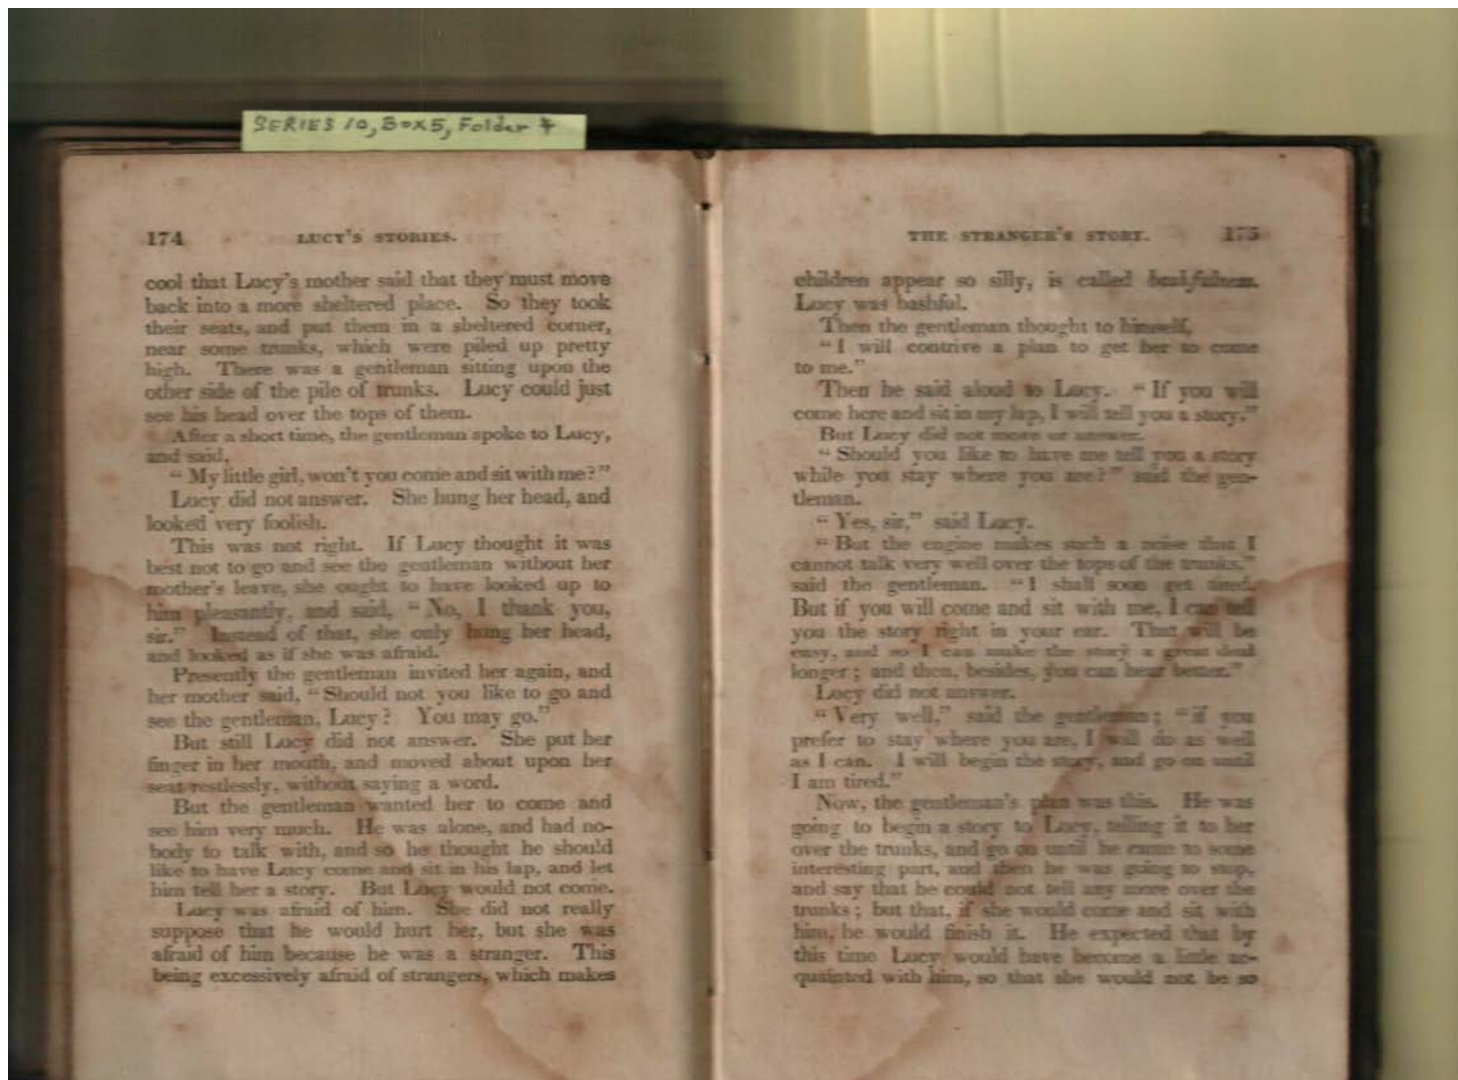 SERIES 10, BOX 5, Folder
174 LUCY'S STORIES.
cool that Lucy's mother said that they must move
back into a more sheltered place. So they took
their seats, and put them in a sheltered corner,
near some trunks, which were piled up pretty
high. There was a gentleman sitting upon the
other side of the pile of trunks. Lucy could just
see his head over the tops of them.
After a short time, the gentleman spoke to Lucy,
and said,
“My little girl, won't you come and sit with me?”
Lucy did not answer. She hung her head, and
looked very foolish.
This was not right. If Lucy thought it was
best not to go and see the gentleman without her
mother's leave, she ought to have looked up to
him pleasantly, and said, “No, I thank you,
sir.” Instead of that, she only hung her head,
and looked as if she was afraid.
Presently the gentleman invited her again, and
her mother said, “Should not you like to go and
see the gentleman, Lucy? You may go.”
But still Lucy did not answer. She put her
finger in her mouth, and moved about upon her
seat restlessly, without saying a word.
But the gentleman wanted her to come and
see him very much. He was alone, and had no-
body to talk with, and so he thought he should
like to have Lucy come and sit in his lap, and let
him tell her a story. But Lucy would not come.
Lucy was afraid of him. She did not really
suppose that he would hurt her, but she was
afraid of him because he was a stranger. This
being excessively afraid of strangers, which makes
THE STRANGER'S STORY. 175
children appear so silly, is called bashfulness.
Lucy was bashful.
Then the gentleman thought to himself,
“I will contrive a plan to get her to come
to me.”
Then he said aloud to Lucy. “If you will
come here and sit in my lap, I will tell you a story.”
But Lucy did not move or answer.
“Should you like to have me tell you a story
while you stay where you are?” said the gen-
tleman.
“Yes, sir,” said Lucy.
“But the engine makes such a noise that I
cannot talk very well over the tops of the trunks,”
said the gentleman. “I shall soon get tired.
But if you will come and sit with me, I can tell
you the story right in your ear. That will be
easy, and so I can make the story a great deal
longer; and then, besides, you can hear better.”
Lucy did not answer.
“Very well,” said the gentleman; “if you
prefer to stay where you are, I will do as well
as I can. I will begin the story, and go on until
I am tired.”
Now, the gentleman's plan was this. He was
going to begin a story to Lucy, telling it to her
over the trunks, and go on until he came to some
interesting part, and then he was going to stop,
and say that he could not tell any more over the
trunks; but that, if she would come and sit with
him, he would finish it. He expected that by
this time Lucy would have become a little ac-
quainted with him, so that she would not be so